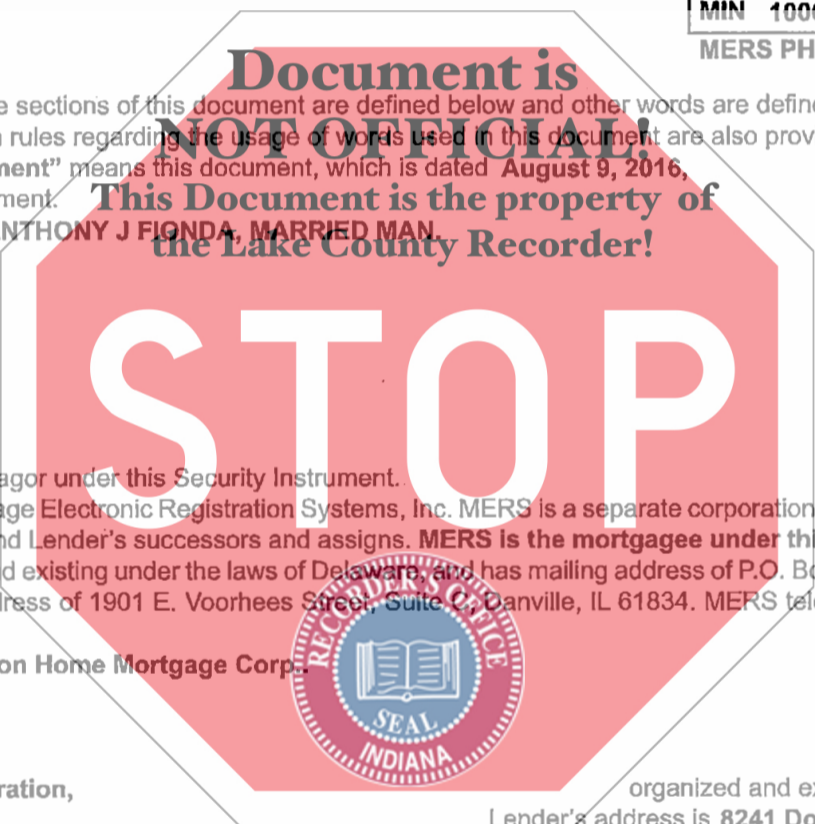 MIN 100
MERS PH
Document is
e sections of this document are defined below and other words are define
n rules regarding the usage of words used in this document are also prov
NOT OFFICIAL!
ment" means this document, which is dated August 9, 2016,
ment.
This Document is the property of
NTHONY J FIONDA, MARRIED MAN.
the Lake County Recorder!
STOP
agor under this Security Instrument.
age Electronic Registration Systems, Inc. MERS is a separate corporation
nd Lender's successors and assigns. MERS is the mortgagee under thi
d existing under the laws of Delaware, and has mailing address of P.O. Bo
dress of 1901 E. Voorhees Street, Suite C, Danville, IL 61834. MERS tele
on Home Mortgage Corp..
RECORDER'S OFFICE
SEAL
INDIANA
ration,
organized and ex
Lender's address is 8241 Do